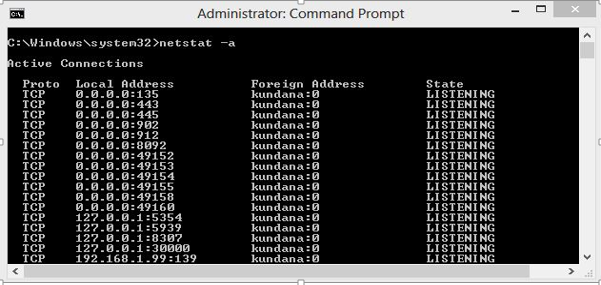 Administrator: Command Prompt
C:\Windows\system32>netstat -a
Active Connections
Proto Local Address Foreign Address State
TCP 0.0.0.0:135 kundana:0 LISTENING
TCP 0.0.0.0:443 kundana:0 LISTENING
TCP 0.0.0.0:445 kundana:0 LISTENING
TCP 0.0.0.0:902 kundana:0 LISTENING
TCP 0.0.0.0:912 kundana:0 LISTENING
TCP 0.0.0.0:8092 kundana:0 LISTENING
TCP 0.0.0.0:49152 kundana:0 LISTENING
TCP 0.0.0.0:49153 kundana:0 LISTENING
TCP 0.0.0.0:49154 kundana:0 LISTENING
TCP 0.0.0.0:49155 kundana:0 LISTENING
TCP 0.0.0.0:49158 kundana:0 LISTENING
TCP 0.0.0.0:49160 kundana:0 LISTENING
TCP 127.0.0.1:5354 kundana:0 LISTENING
TCP 127.0.0.1:5939 kundana:0 LISTENING
TCP 127.0.0.1:8307 kundana:0 LISTENING
TCP 127.0.0.1:30000 kundana:0 LISTENING
TCP 192.168.1.99:139 kundana:0 LISTENING